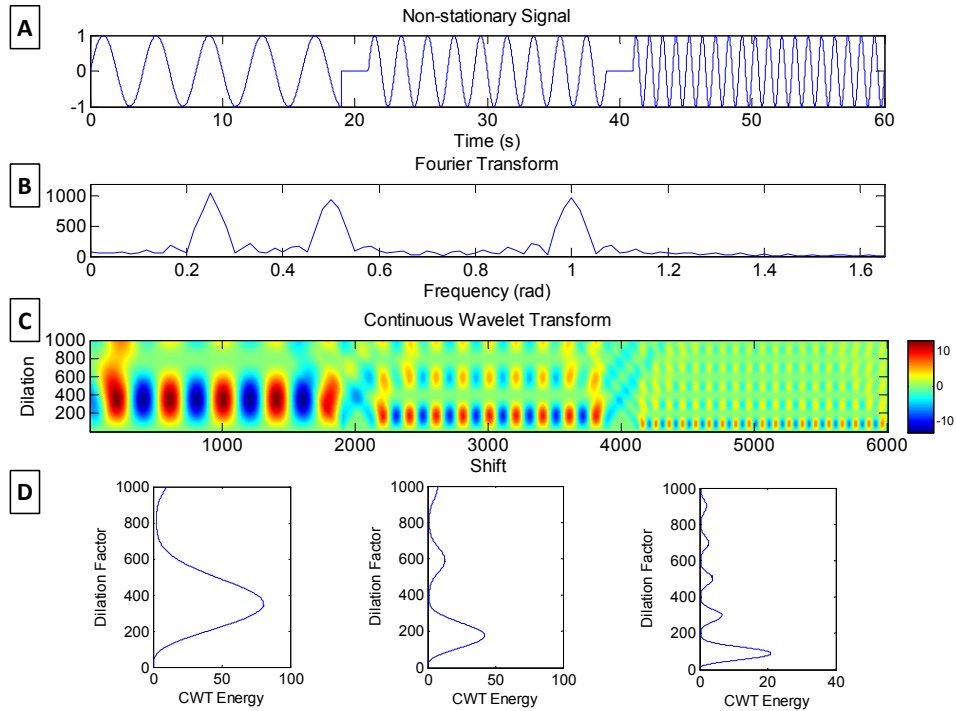 A
Non-stationary Signal
1
0
-1
0 10 20 30 40 50 60
Time (s)
B
Fourier Transform
1000
500
0
0 0.2 0.4 0.6 0.8 1 1.2 1.4 1.6
Frequency (rad)
C
Continuous Wavelet Transform
Dilation
1000
800
600
400
200
1000 2000 3000 4000 5000 6000
Shift
10
0
-10
D
Dilation Factor
1000
800
600
400
200
0
0 50 100
CWT Energy
Dilation Factor
1000
800
600
400
200
0
0 50 100
CWT Energy
Dilation Factor
1000
800
600
400
200
0
0 20 40
CWT Energy